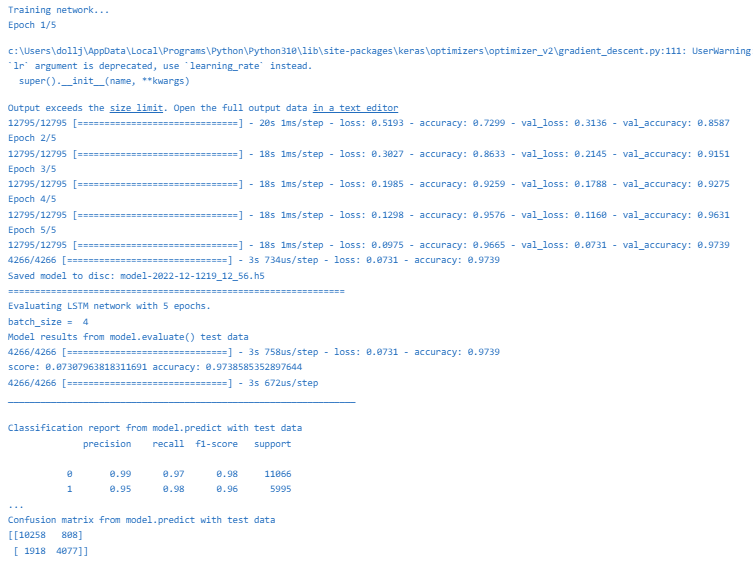 Training network...
Epoch 1/5
c:\Users\dollj\AppData\Local\Programs\Python\Python310\lib\site-packages\keras\optimizers\optimizer_v2\gradient_descent.py:111: UserWarning
`lr` argument is deprecated, use `learning_rate` instead.
  super().__init__(name, **kwargs)
Output exceeds the size limit. Open the full output data in a text editor
12795/12795 [==============================] - 20s 1ms/step - loss: 0.5193 - accuracy: 0.7299 - val_loss: 0.3136 - val_accuracy: 0.8587
Epoch 2/5
12795/12795 [==============================] - 18s 1ms/step - loss: 0.3027 - accuracy: 0.8633 - val_loss: 0.2145 - val_accuracy: 0.9151
Epoch 3/5
12795/12795 [==============================] - 18s 1ms/step - loss: 0.1985 - accuracy: 0.9259 - val_loss: 0.1788 - val_accuracy: 0.9275
Epoch 4/5
12795/12795 [==============================] - 18s 1ms/step - loss: 0.1298 - accuracy: 0.9576 - val_loss: 0.1160 - val_accuracy: 0.9631
Epoch 5/5
12795/12795 [==============================] - 18s 1ms/step - loss: 0.0975 - accuracy: 0.9665 - val_loss: 0.0731 - val_accuracy: 0.9739
4266/4266 [==============================] - 3s 734us/step - loss: 0.0731 - accuracy: 0.9739
Saved model to disc: model-2022-12-1219_12_56.h5
===============================================================
Evaluating LSTM network with 5 epochs.
batch_size =  4
Model results from model.evaluate() test data
4266/4266 [==============================] - 3s 758us/step - loss: 0.0731 - accuracy: 0.9739
score: 0.07307963818311691 accuracy: 0.9738585352897644
4266/4266 [==============================] - 3s 672us/step
_________________________________________________________________
Classification report from model.predict with test data
              precision    recall  f1-score   support
           0       0.99      0.97      0.98     11066
           1       0.95      0.98      0.96      5995
...
Confusion matrix from model.predict with test data
[[10258   808]
 [ 1918  4077]]